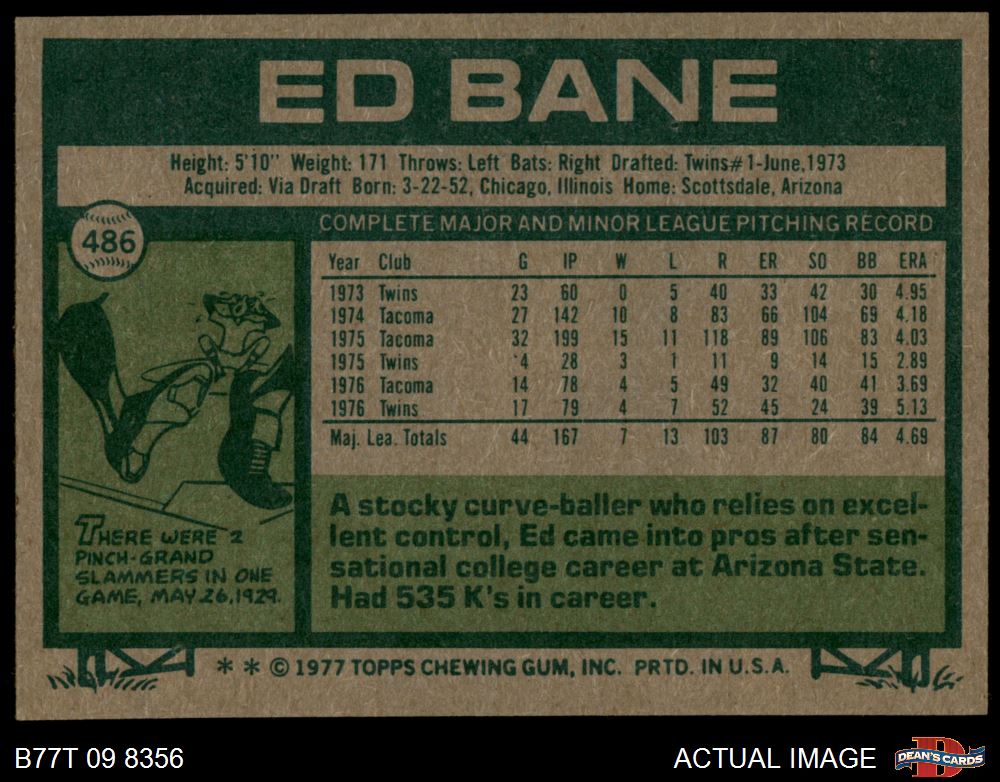 ED BANE
Height: 5'10" Weight: 171 Throws: Left Bats: Right Drafted: Twins#1-June,1973
Acquired: Via Draft Born: 3-22-52, Chicago, Illinois Home: Scottsdale, Arizona
486
COMPLETE MAJOR AND MINOR LEAGUE PITCHING RECORD
Year Club G IP W L R ER SO BB ERA
1973 Twins 23 60 0 5 40 33 42 30 4.95
1974 Tacoma 27 142 10 8 83 66 104 69 4.18
1975 Tacoma 32 199 15 11 118 89 106 83 4.03
1975 Twins 4 28 3 1 11 9 14 15 2.89
1976 Tacoma 14 78 4 5 49 32 40 41 3.69
1976 Twins 17 79 4 7 52 45 24 39 5.13
Maj. Lea. Totals 44 167 7 13 103 87 80 84 4.69
THERE WERE 2
PINCH-GRAND
SLAMMERS IN ONE
GAME, MAY 26, 1929.
A stocky curve-baller who relies on excel-
lent control, Ed came into pros after sen-
sational college career at Arizona State.
Had 535 K's in career.
* * © 1977 TOPPS CHEWING GUM, INC. PRTD. IN U.S.A.
B77T 09 8356
ACTUAL IMAGE
D
DEAN'S CARDS